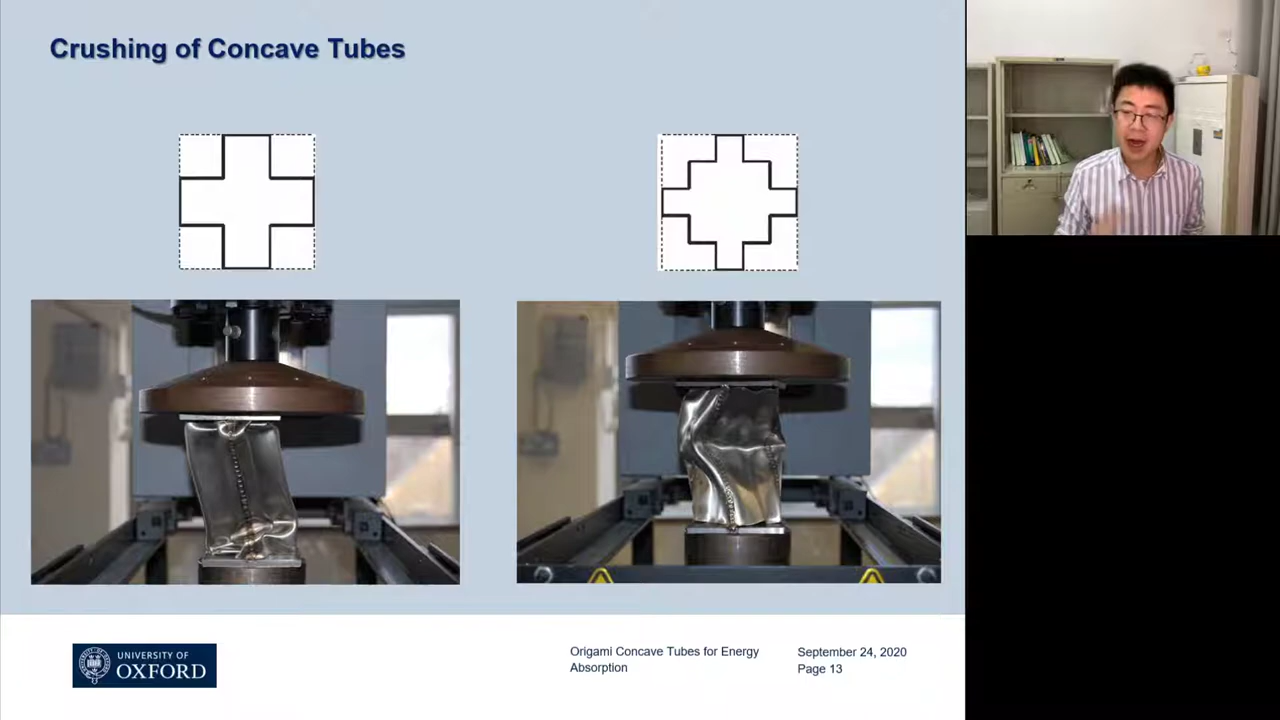 Crushing of Concave Tubes
UNIVERSITY OF
OXFORD
Origami Concave Tubes for Energy
Absorption
September 24, 2020
Page 13